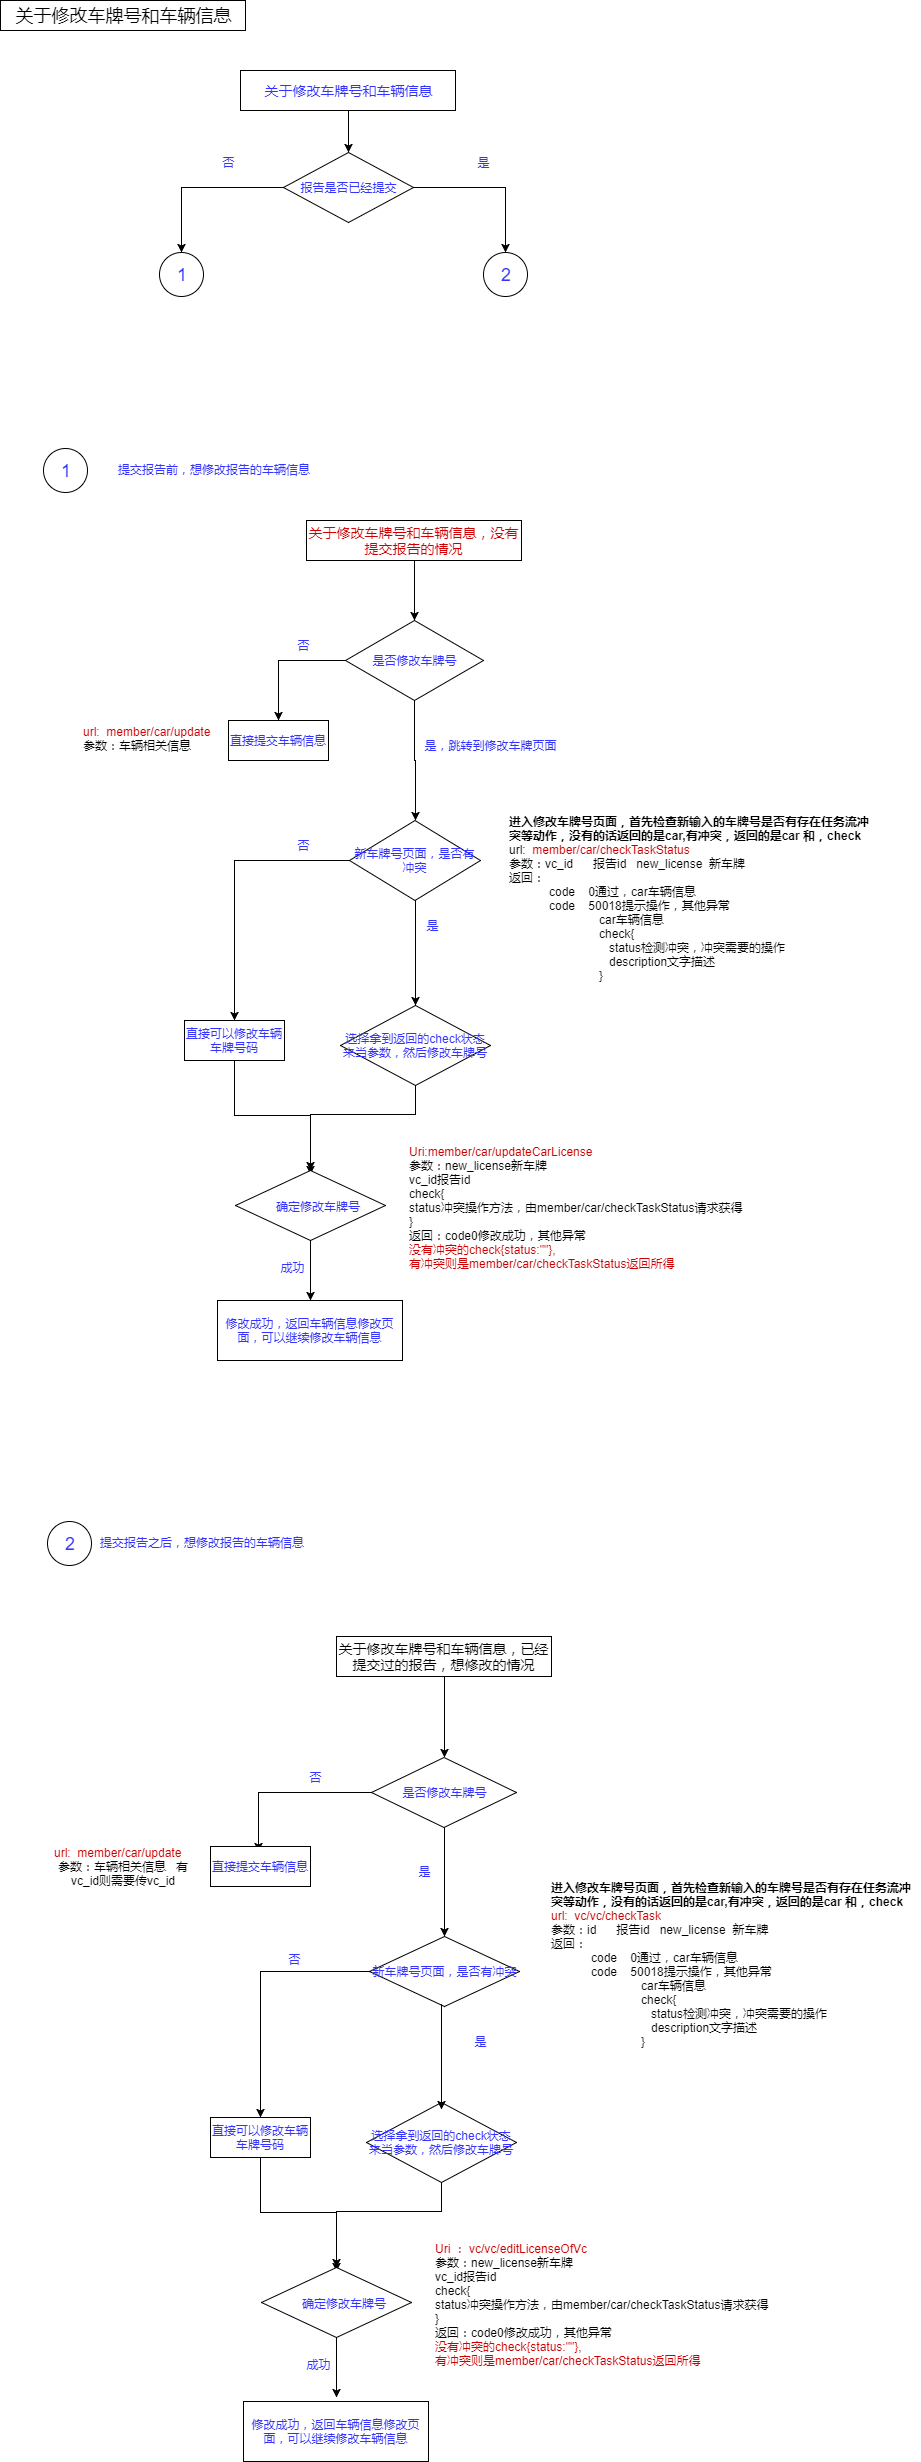 关于修改车牌号和车辆信息
关于修改车牌号和车辆信息
否
是
报告是否已经提交
1
2
1
提交报告前，想修改报告的车辆信息
关于修改车牌号和车辆信息，没有
提交报告的情况
否
是否修改车牌号
url:  member/car/update
参数：车辆相关信息
直接提交车辆信息
是，跳转到修改车牌页面
进入修改车牌号页面，首先检查新输入的车牌号是否有存在任务流冲
突等动作，没有的话返回的是car,有冲突，返回的是car 和，check
url:  member/car/checkTaskStatus
参数：vc_id      报告id   new_license  新车牌
返回：
code    0通过，car车辆信息
code    50018提示操作，其他异常
car车辆信息
check{
status检测冲突，冲突需要的操作
description文字描述
}
否
新车牌号页面，是否有
冲突
是
直接可以修改车辆
车牌号码
选择拿到返回的check状态
来当参数，然后修改车牌号
Uri:member/car/updateCarLicense
参数：new_license新车牌
vc_id报告id
check{
status冲突操作方法，由member/car/checkTaskStatus请求获得
}
返回：code0修改成功，其他异常
没有冲突的check{status:""},
有冲突则是member/car/checkTaskStatus返回所得
确定修改车牌号
成功
修改成功，返回车辆信息修改页
面，可以继续修改车辆信息
2
提交报告之后，想修改报告的车辆信息
关于修改车牌号和车辆信息，已经
提交过的报告，想修改的情况
否
是否修改车牌号
url:  member/car/update
参数：车辆相关信息   有
vc_id则需要传vc_id
直接提交车辆信息
是
进入修改车牌号页面，首先检查新输入的车牌号是否有存在任务流冲
突等动作，没有的话返回的是car,有冲突，返回的是car 和，check
url:  vc/vc/checkTask
参数：id      报告id   new_license  新车牌
返回：
code    0通过，car车辆信息
code    50018提示操作，其他异常
car车辆信息
check{
status检测冲突，冲突需要的操作
description文字描述
}
否
新车牌号页面，是否有冲突
是
直接可以修改车辆
车牌号码
选择拿到返回的check状态
来当参数，然后修改车牌号
Uri ： vc/vc/editLicenseOfVc
参数：new_license新车牌
vc_id报告id
check{
status冲突操作方法，由member/car/checkTaskStatus请求获得
}
返回：code0修改成功，其他异常
没有冲突的check{status:""},
有冲突则是member/car/checkTaskStatus返回所得
确定修改车牌号
成功
修改成功，返回车辆信息修改页
面，可以继续修改车辆信息